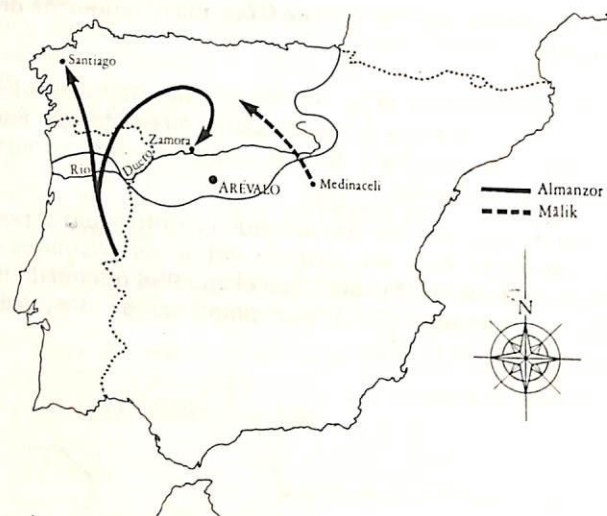 Santiago
Zamora
Río
Duero
ARÉVALO
Medinaceli
Almanzor
Mālik
N